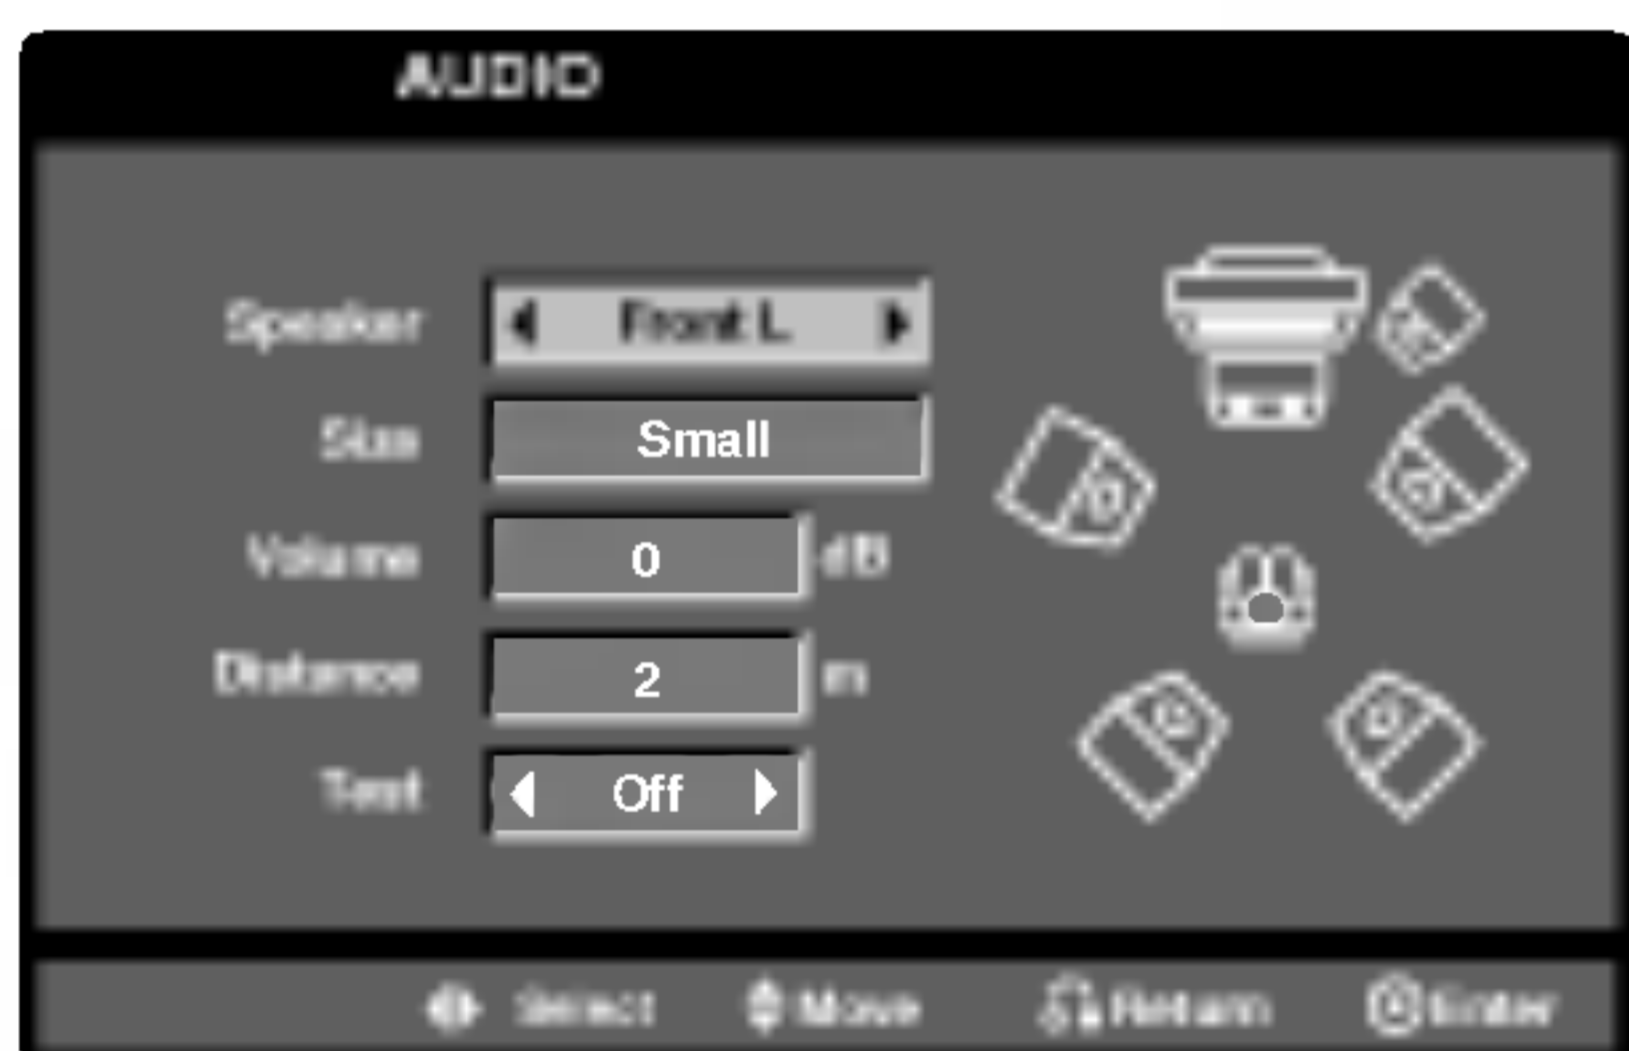 AUDIO
Speaker Front L
Size Small
Volume 0 dB
Distance 2 m
Test Off
Select Move Return Enter